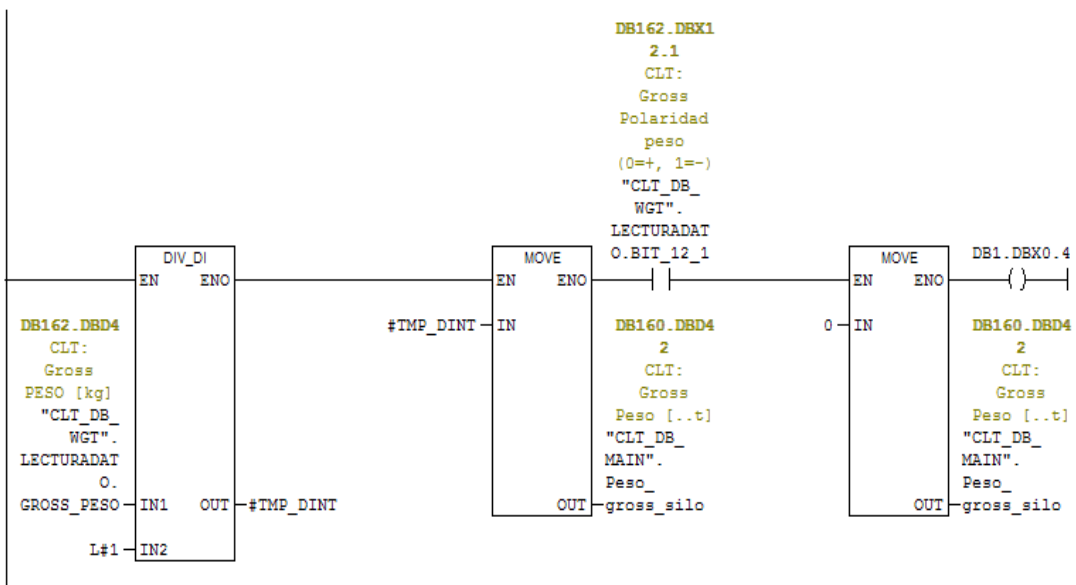 DB162.DBX1
2.1
CLT:
Gross
Polaridad
peso
(0=+, 1=-)
"CLT_DB_
WGT".
LECTURADAT
O.BIT_12_1
DIV_DI
EN ENO
DB162.DBD4
CLT:
Gross
PESO [kg]
"CLT_DB_
WGT".
LECTURADAT
O.
GROSS_PESO
IN1 OUT
#TMP_DINT
L#1
IN2
MOVE
EN ENO
#TMP_DINT
IN
DB160.DBD4
2
CLT:
Gross
Peso [..t]
"CLT_DB_
MAIN".
Peso_
OUT
gross_silo
MOVE
EN ENO
0
IN
DB1.DBX0.4
DB160.DBD4
2
CLT:
Gross
Peso [..t]
"CLT_DB_
MAIN".
Peso_
OUT
gross_silo